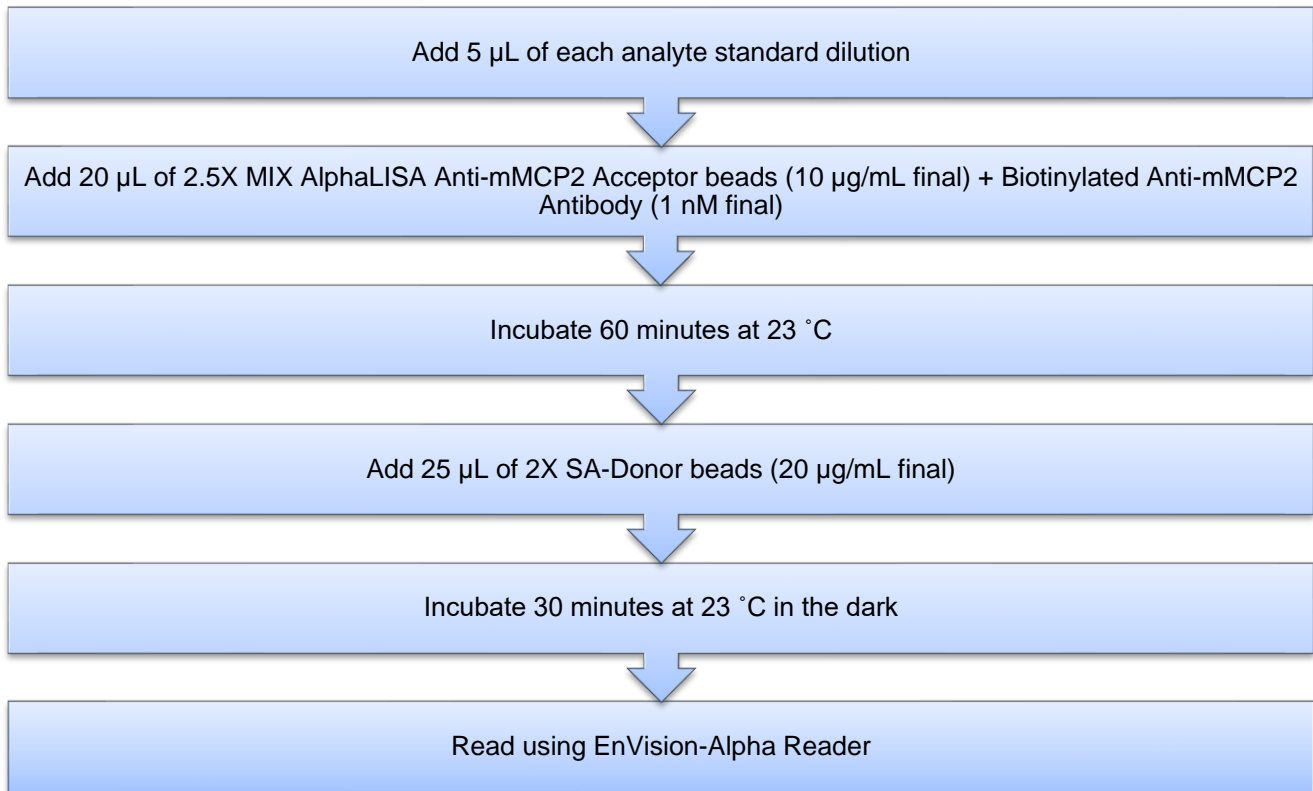 Add 5 µL of each analyte standard dilution
Add 20 µL of 2.5X MIX AlphaLISA Anti-mMCP2 Acceptor beads (10 µg/mL final) + Biotinylated Anti-mMCP2
Antibody (1 nM final)
Incubate 60 minutes at 23 ˚C
Add 25 µL of 2X SA-Donor beads (20 µg/mL final)
Incubate 30 minutes at 23 ˚C in the dark
Read using EnVision-Alpha Reader